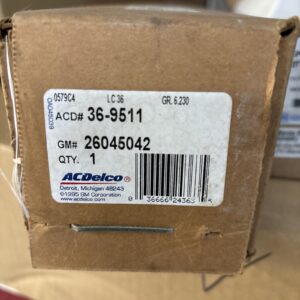 0579C4 LC 36 GR. 6.230
ACD# 36-9511
GM# 26045042
QTY. 1
ACDelco
Detroit, Michigan 48243
©1995 GM Corporation
www.acdelco.com